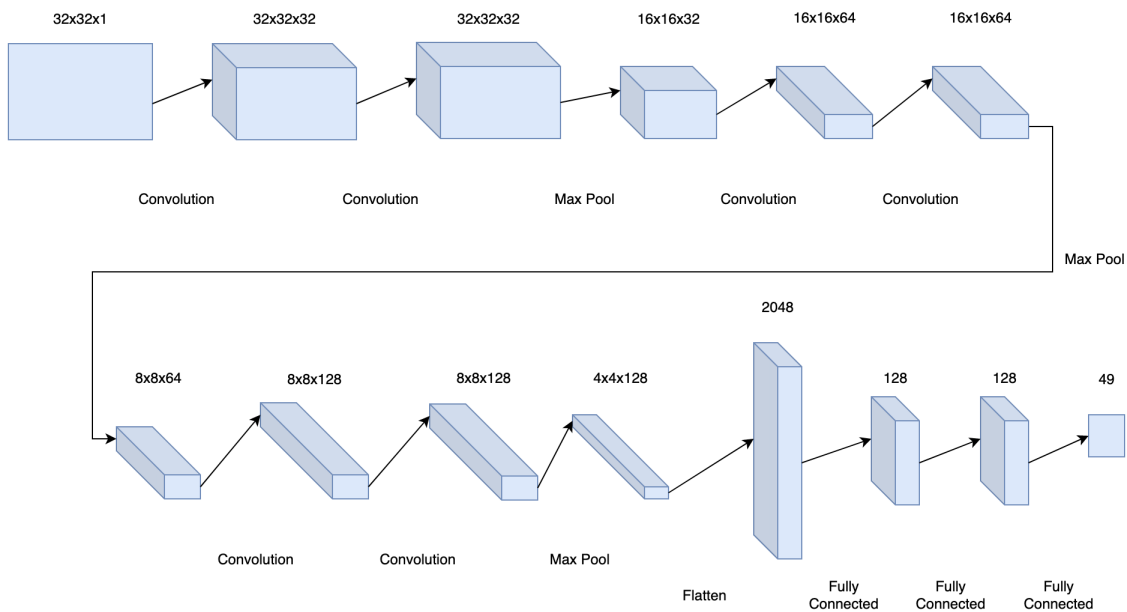 32x32x1
32x32x32
32x32x32
16x16x32
16x16x64
16x16x64
Convolution
Convolution
Max Pool
Convolution
Convolution
Max Pool
2048
8x8x64
8x8x128
8x8x128
4x4x128
128
128
49
Convolution
Convolution
Max Pool
Flatten
Fully
Connected
Fully
Connected
Fully
Connected